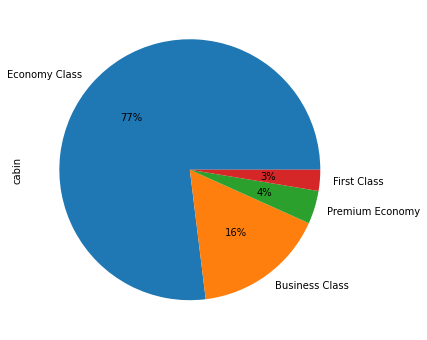 Economy Class
77%
cabin
3%
First Class
4%
Premium Economy
16%
Business Class